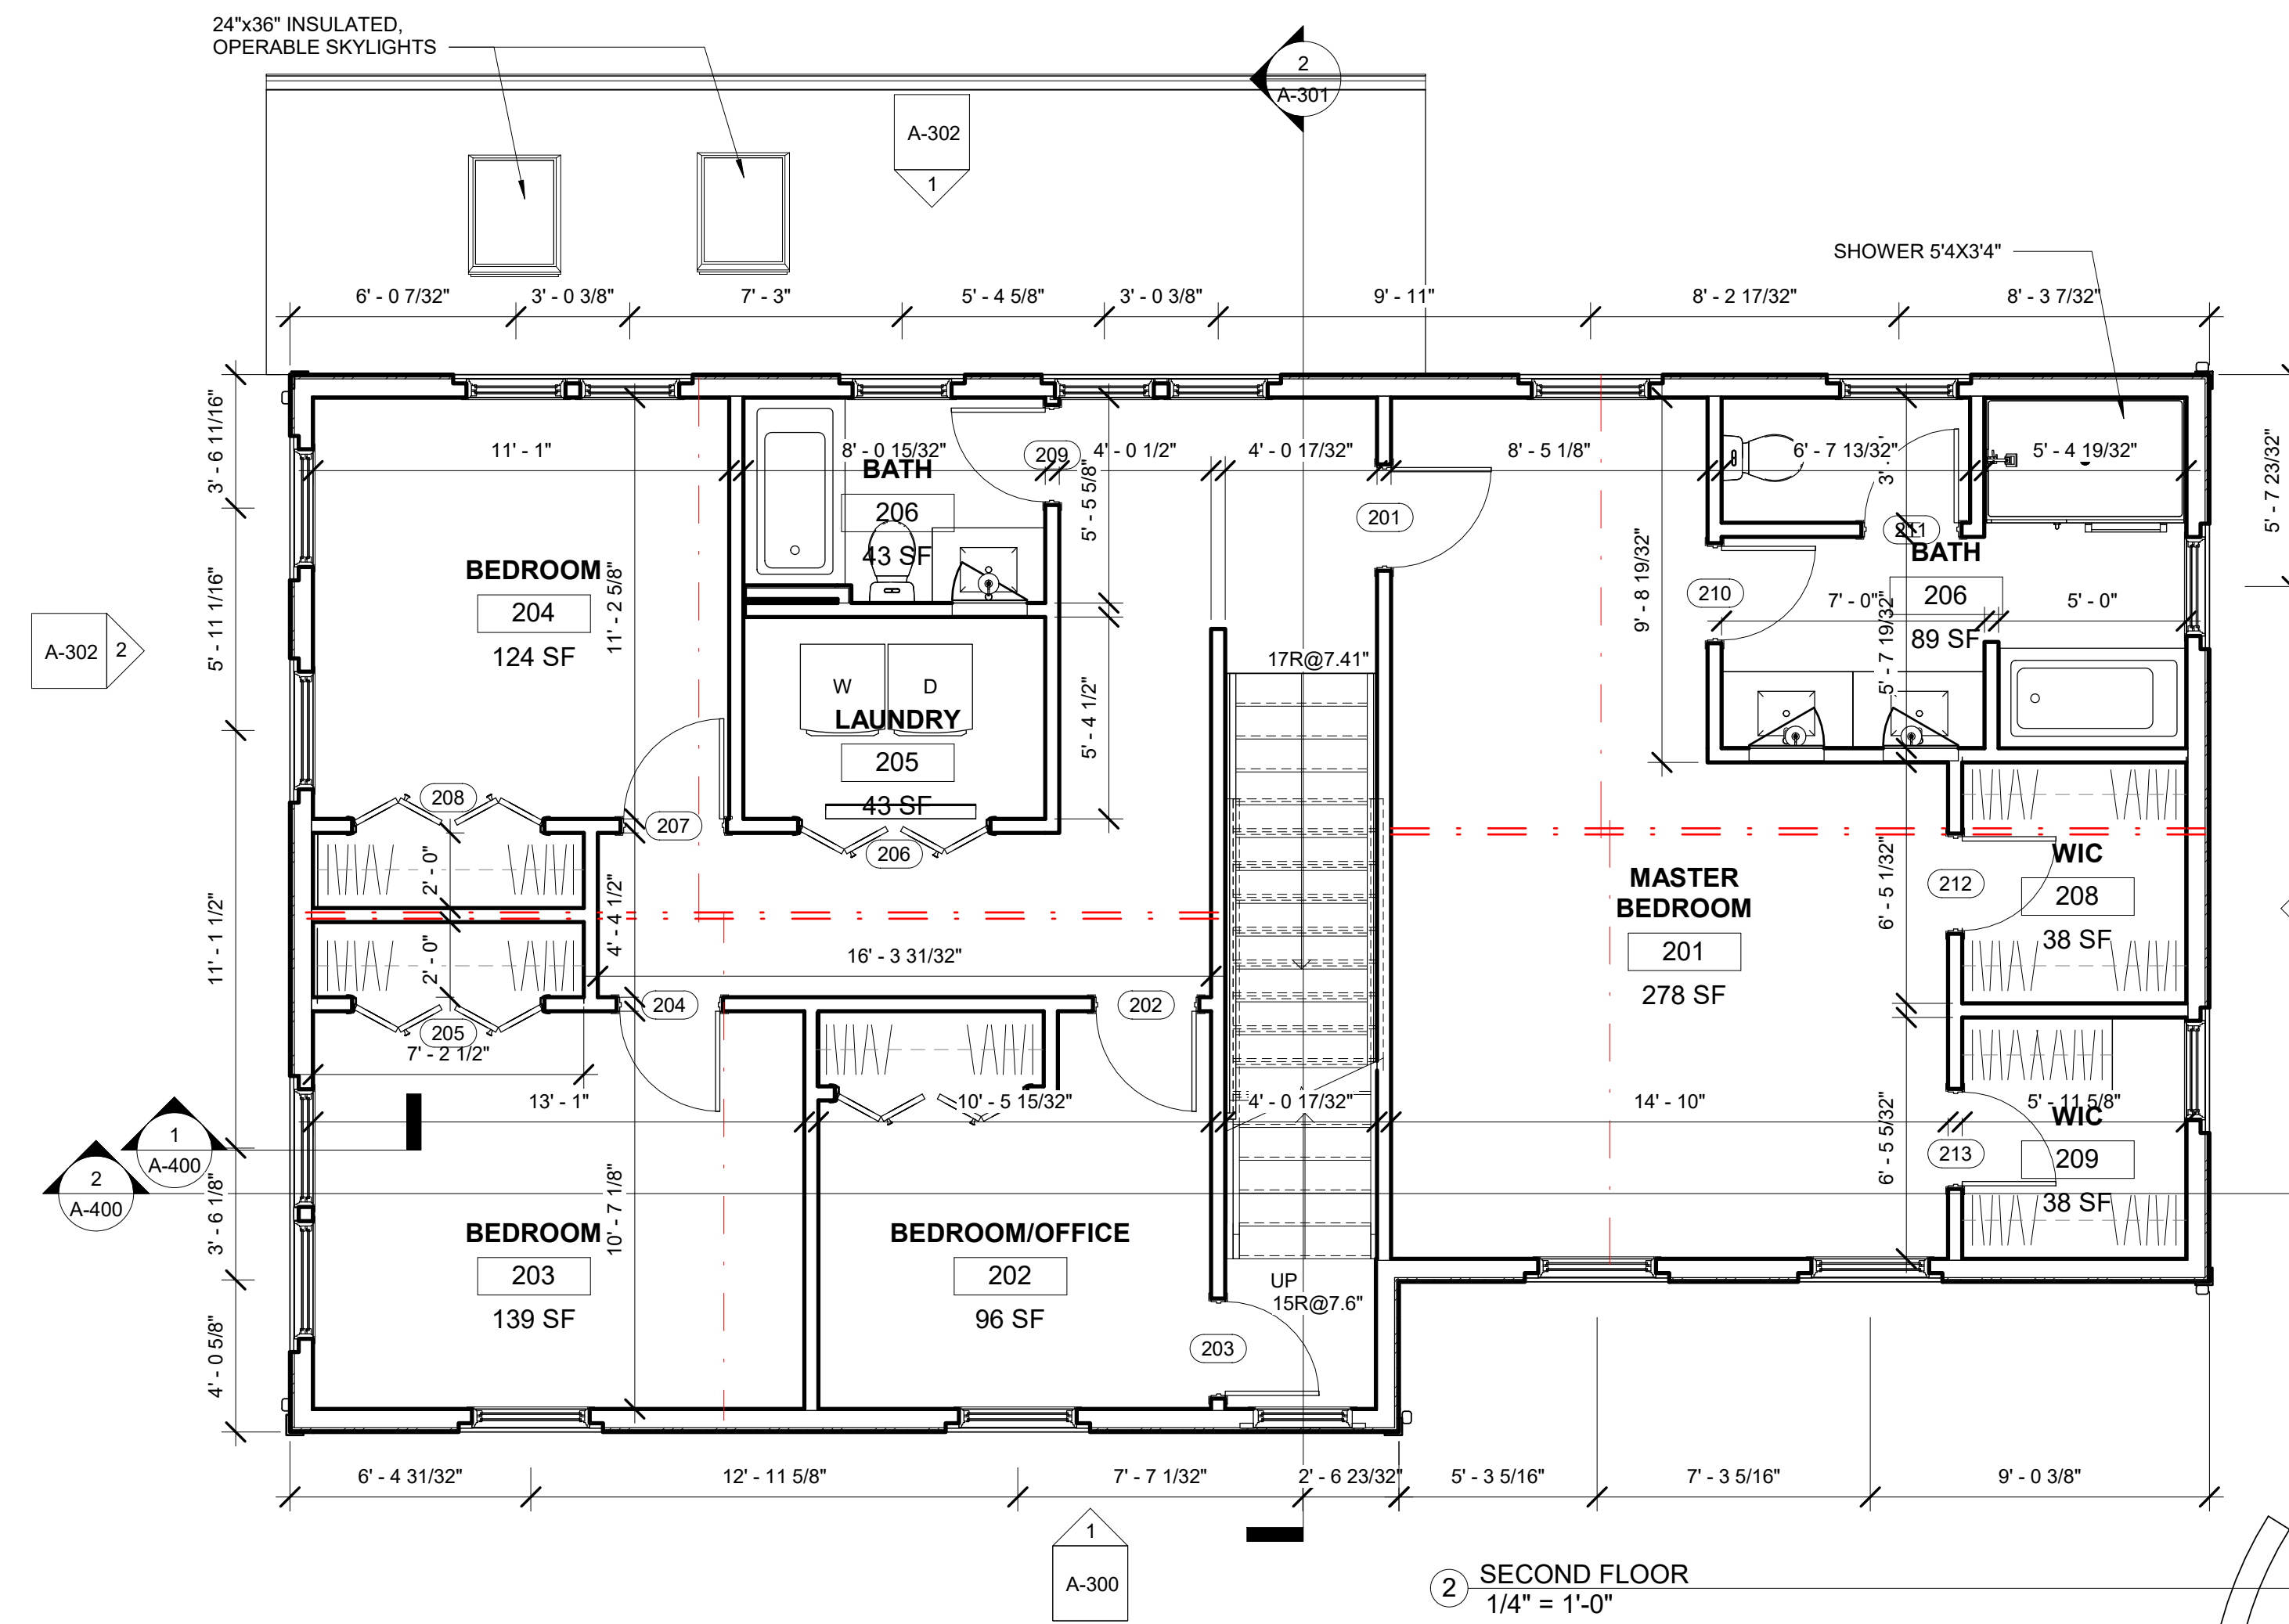 24"x36" INSULATED,
OPERABLE SKYLIGHTS
2
A-301
A-302
1
SHOWER 5'4X3'4"
6' - 0 7/32"
3' - 0 3/8"
7' - 3"
5' - 4 5/8"
3' - 0 3/8"
9' - 11"
8' - 2 17/32"
8' - 3 7/32"
3' - 6 11/16"
5' - 7 23/32"
11' - 1"
8' - 0 15/32"
209
4' - 0 1/2"
4' - 0 17/32"
8' - 5 1/8"
6' - 7 13/32"
5' - 4 19/32"
BATH
206
43 SF
5' - 5 5/8"
201
211
BATH
206
89 SF
BEDROOM
204
124 SF
11' - 2 5/8"
5' - 11 1/16"
9' - 8 19/32"
210
7' - 0"
5' - 0"
5' - 7 19/32"
A-302
2
17R@7.41"
W
D
LAUNDRY
205
43 SF
5' - 4 1/2"
208
207
206
2' - 0"
11' - 1 1/2"
4' - 4 1/2"
16' - 3 31/32"
2' - 0"
MASTER
BEDROOM
201
278 SF
6' - 5 1/32"
212
WIC
208
38 SF
205
204
202
7' - 2 1/2"
13' - 1"
10' - 5 15/32"
4' - 0 17/32"
14' - 10"
5' - 11 5/8"
WIC
209
38 SF
213
6' - 5 5/32"
1
A-400
2
A-400
3' - 6 1/8"
10' - 7 1/8"
BEDROOM
203
139 SF
BEDROOM/OFFICE
202
96 SF
UP
15R@7.6"
203
4' - 0 5/8"
6' - 4 31/32"
12' - 11 5/8"
7' - 7 1/32"
2' - 6 23/32"
5' - 3 5/16"
7' - 3 5/16"
9' - 0 3/8"
1
A-300
2
SECOND FLOOR
1/4" = 1'-0"